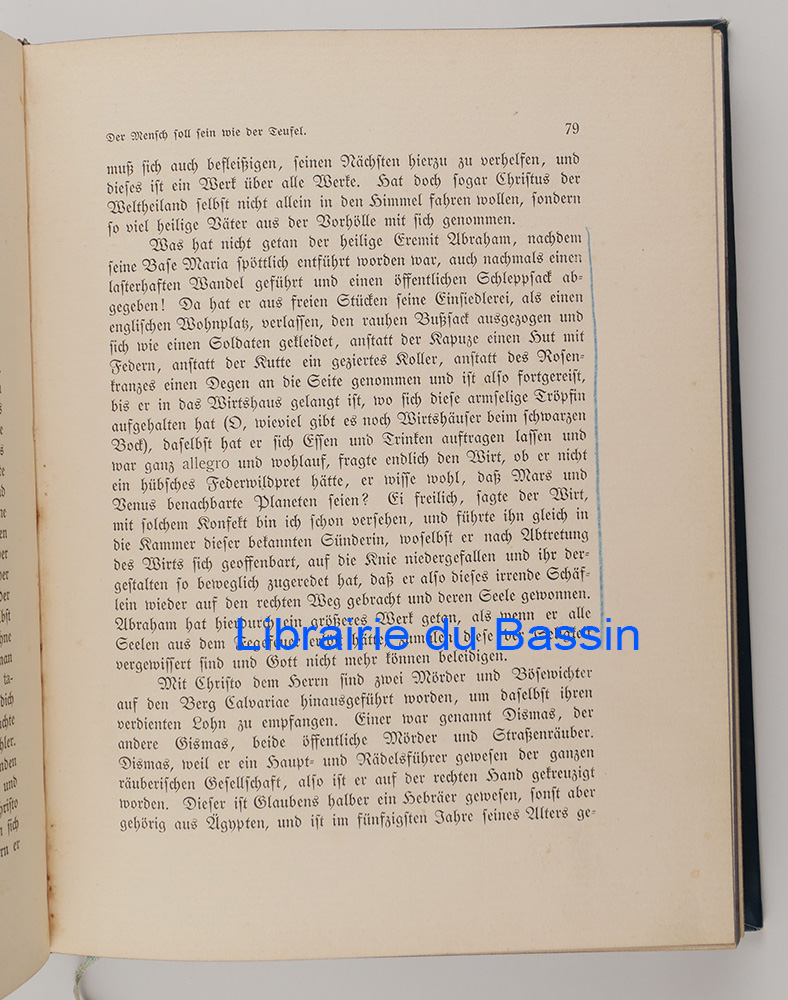 Der Menſch ſoll ſein wie der Teufel. 79
muß ſich auch befleißigen, ſeinen Nächſten hierzu zu verhelfen, und
dieſes iſt ein Werk über alle Werke. Hat doch ſogar Chriſtus der
Weltheiland ſelbſt nicht allein in den Himmel fahren wollen, ſondern
ſo viel heilige Väter aus der Vorhölle mit ſich genommen.
Was hat nicht getan der heilige Eremit Abraham, nachdem
ſeine Baſe Maria ſpöttlich entführt worden war, auch nachmals einen
laſterhaften Wandel geführt und einen öffentlichen Schleppſack ab-
gegeben! Da hat er aus freien Stücken ſeine Einſiedlerei, als einen
engliſchen Wohnplatz, verlaſſen, den rauhen Bußſack ausgezogen und
ſich wie einen Soldaten gekleidet, anſtatt der Kapuze einen Hut mit
Federn, anſtatt der Kutte ein geziertes Koller, anſtatt des Roſen-
kranzes einen Degen an die Seite genommen und iſt alſo fortgereiſt,
bis er in das Wirtshaus gelangt iſt, wo ſich dieſe armſelige Tröpfin
aufgehalten hat (O, wieviel gibt es noch Wirtshäuſer beim ſchwarzen
Bock), daſelbſt hat er ſich Eſſen und Trinken auftragen laſſen und
war ganz allegro und wohlauf, fragte endlich den Wirt, ob er nicht
ein hübſches Federwildpret hätte, er wiſſe wohl, daß Mars und
Venus benachbarte Planeten ſeien? Ei freilich, ſagte der Wirt,
mit ſolchem Konfekt bin ich ſchon verſehen, und führte ihn gleich in
die Kammer dieſer bekannten Sünderin, woſelbſt er nach Abtretung
des Wirts ſich geoffenbart, auf die Knie niedergefallen und ihr der-
geſtalten ſo beweglich zugeredet hat, daß er alſo dieſes irrende Schäf-
lein wieder auf den rechten Weg gebracht und deren Seele gewonnen.
Abraham hat hierdurch ein größeres Werk getan, als wenn er alle
Seelen aus dem Fegefeuer hätte, dieſe der
Librairie du Bassin
vergewiſſert ſind und Gott nicht mehr können beleidigen.
Mit Chriſto dem Herrn ſind zwei Mörder und Böſewichter
auf den Berg Calvariae hinausgeführt worden, um daſelbſt ihren
verdienten Lohn zu empfangen. Einer war genannt Dismas, der
andere Gismas, beide öffentliche Mörder und Straßenräuber.
Dismas, weil er ein Haupt- und Rädelsführer geweſen der ganzen
räuberiſchen Geſellſchaft, alſo iſt er auf der rechten Hand gekreuzigt
worden. Dieſer iſt Glaubens halber ein Hebräer geweſen, ſonſt aber
gehörig aus Ägypten, und iſt im fünfzigſten Jahre ſeines Alters ge-